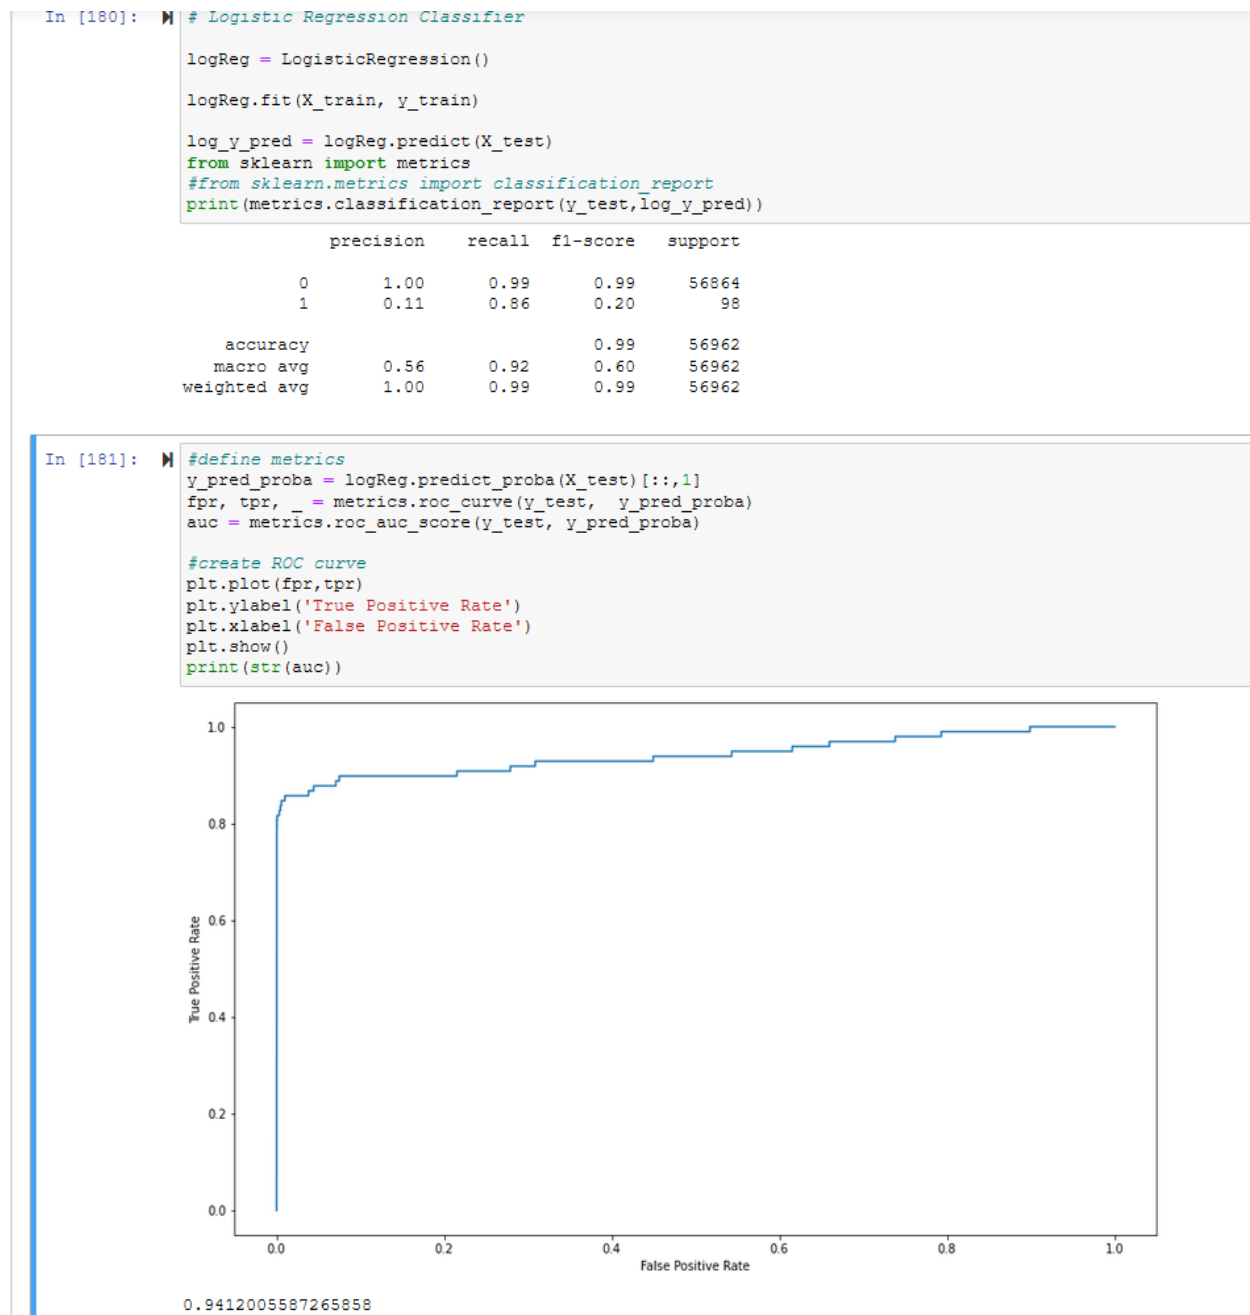 In [180]: # Logistic Regression Classifier
logReg = LogisticRegression()
logReg.fit(X_train, y_train)
log_y_pred = logReg.predict(X_test)
from sklearn import metrics
#from sklearn.metrics import classification_report
print(metrics.classification_report(y_test,log_y_pred))
precision recall f1-score support
0 1.00 0.99 0.99 56864
1 0.11 0.86 0.20 98
accuracy 0.99 56962
macro avg 0.56 0.92 0.60 56962
weighted avg 1.00 0.99 0.99 56962
In [181]: #define metrics
y_pred_proba = logReg.predict_proba(X_test)[::,1]
fpr, tpr, _ = metrics.roc_curve(y_test, y_pred_proba)
auc = metrics.roc_auc_score(y_test, y_pred_proba)
#create ROC curve
plt.plot(fpr,tpr)
plt.ylabel('True Positive Rate')
plt.xlabel('False Positive Rate')
plt.show()
print(str(auc))
1.0
0.8
0.6
0.4
0.2
0.0
True Positive Rate
0.0 0.2 0.4 0.6 0.8 1.0
False Positive Rate
0.9412005587265858